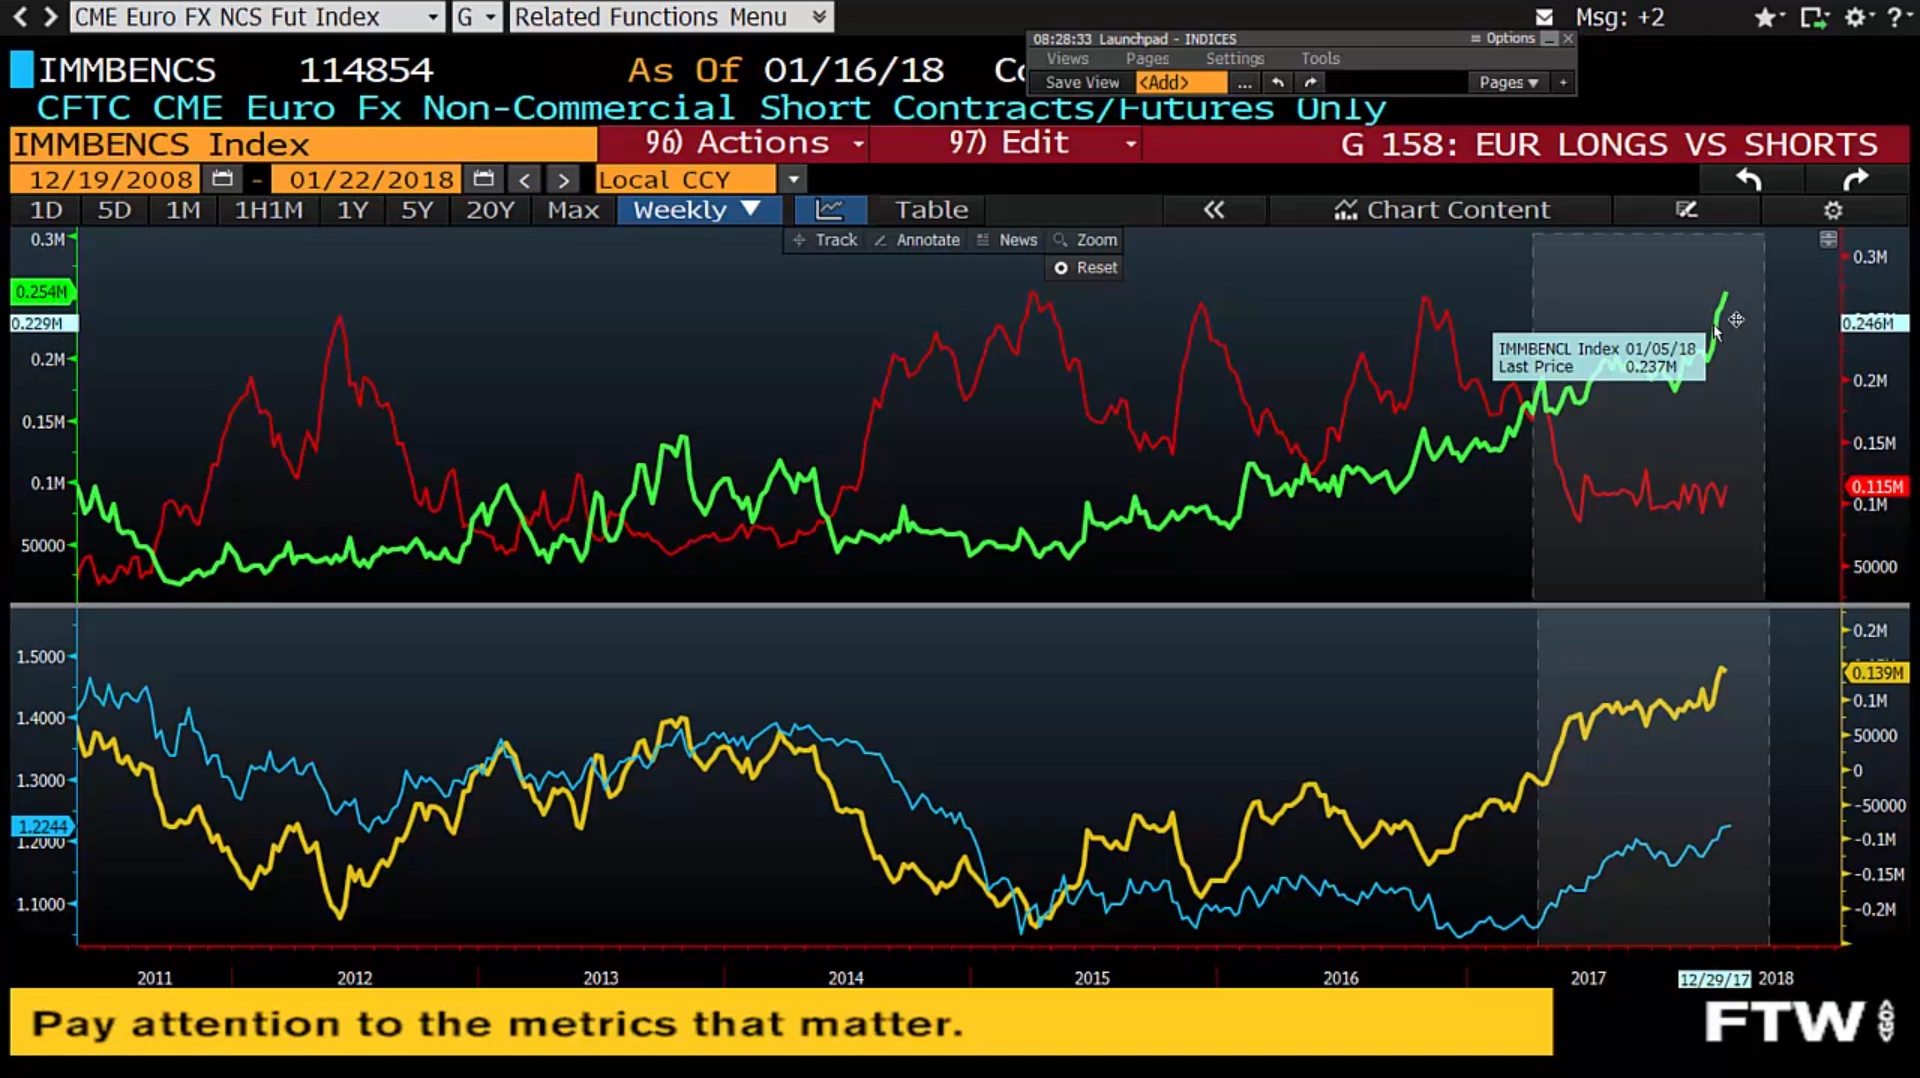 CME Euro FX NCS Fut Index G Related Functions Menu Msg: +2 ?
08:28:33 Launchpad - INDICES Options
Views Pages Settings Tools
Save View <Add> ... Pages +
IMMBENCS 114854 As Of 01/16/18
CFTC CME Euro Fx Non-Commercial Short Contracts/Futures Only
IMMBENCS Index 96) Actions 97) Edit G 158: EUR LONGS VS SHORTS
12/19/2008 - 01/22/2018 < > Local CCY
1D 5D 1M 1H1M 1Y 5Y 20Y Max Weekly ▼ Table « Chart Content
Track Annotate News Zoom
Reset
0.3M 0.3M
0.254M
0.229M 0.246M
IMMBENCL Index 01/05/18
Last Price 0.237M
0.2M 0.2M
0.15M 0.15M
0.1M 0.115M
0.1M
50000 50000
0.2M
1.5000 0.139M
1.4000 0.1M
50000
1.3000 0
-50000
1.2244
1.2000 -0.1M
-0.15M
1.1000 -0.2M
2011 2012 2013 2014 2015 2016 2017 12/29/17 2018
Pay attention to the metrics that matter. FTW GO